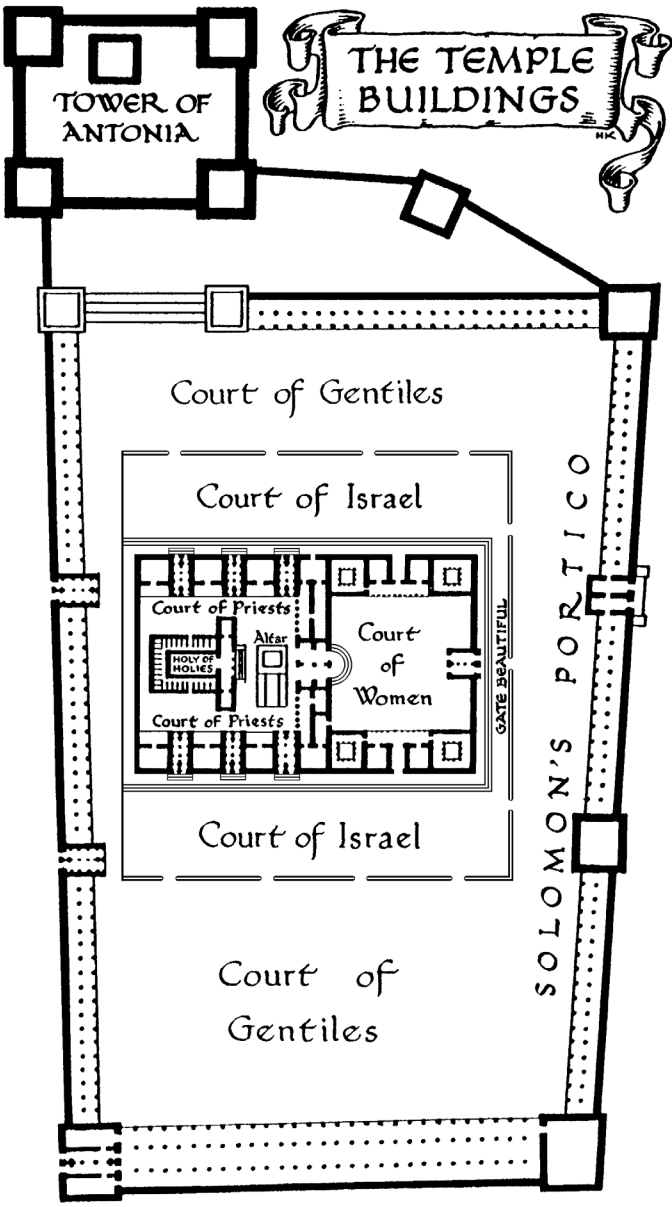 THE TEMPLE
BUILDINGS
HK
TOWER OF
ANTONIA
Court of Gentiles
Court of Israel
Court of Priests
Altar
HOLY OF
HOLIES
Court of Priests
Court
of
Women
GATE BEAUTIFUL
SOLOMON'S PORTICO
Court of Israel
Court of
Gentiles